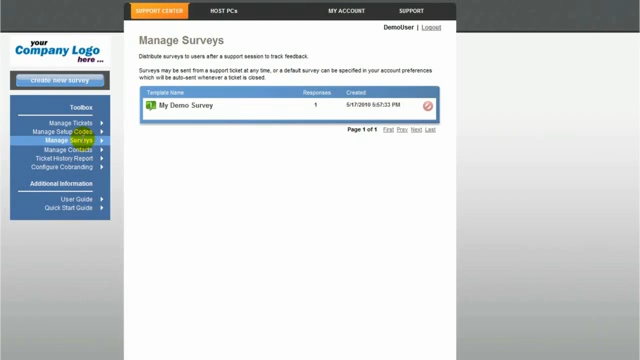 SUPPORT CENTER
HOST PCs
MY ACCOUNT
SUPPORT
DemoUser | Logout
your
Company Logo
here ...
create new survey
Toolbox
Manage Tickets
Manage Setup Codes
Manage Surveys
Manage Contacts
Ticket History Report
Configure Cobranding
Additional Information
User Guide
Quick Start Guide
Manage Surveys
Distribute surveys to users after a support session to track feedback.
Surveys may be sent from a support ticket at any time, or a default survey can be specified in your account preferences
which will be auto-sent whenever a ticket is closed.
Template Name Responses Created
My Demo Survey 1 5/17/2010 5:57:33 PM
Page 1 of 1 First Prev Next Last